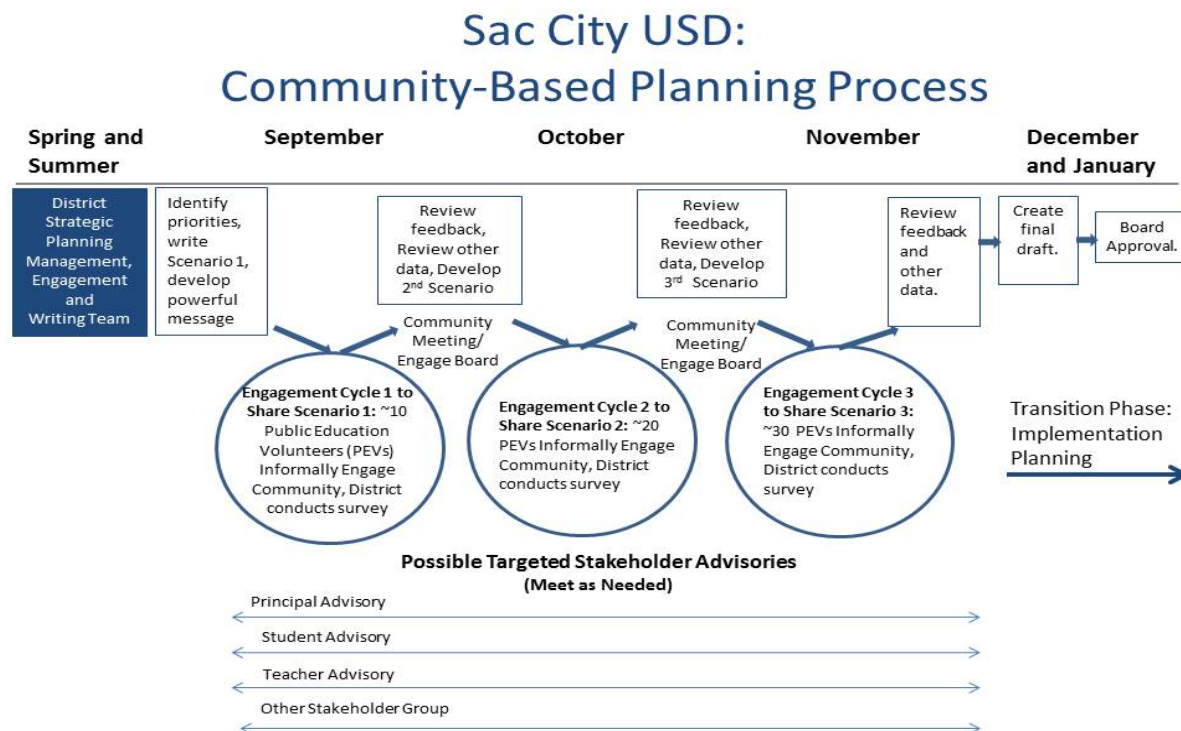 Sac City USD:
Community-Based Planning Process
Spring and
Summer
September
October
November
December
and January
District
Strategic
Planning
Management,
Engagement
and
Writing Team
Identify
priorities,
write
Scenario 1,
develop
powerful
message
Review
feedback,
Review other
data, Develop
2nd Scenario
Review
feedback,
Review other
data, Develop
3rd Scenario
Review
feedback
and
other
data.
Create
final
draft.
Board
Approval.
Community
Meeting/
Engage Board
Community
Meeting/
Engage Board
Engagement Cycle 1 to
Share Scenario 1: ~10
Public Education
Volunteers (PEVs)
Informally Engage
Community, District
conducts survey
Engagement Cycle 2 to
Share Scenario 2: ~20
PEVs Informally Engage
Community, District
conducts survey
Engagement Cycle 3
to Share Scenario 3:
~30 PEVs Informally
Engage Community,
District conducts
survey
Transition Phase:
Implementation
Planning
Possible Targeted Stakeholder Advisories
(Meet as Needed)
Principal Advisory
Student Advisory
Teacher Advisory
Other Stakeholder Group